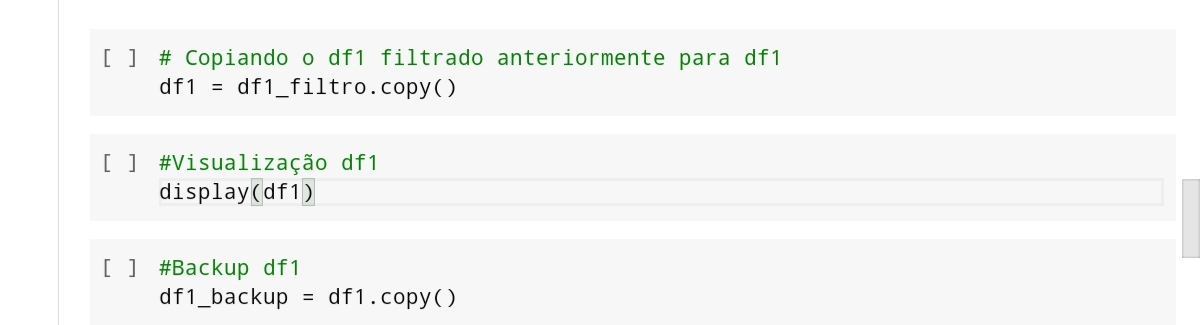 [ ] # Copiando o df1 filtrado anteriormente para df1
df1 = df1_filtro.copy()
[ ] #Visualização df1
display(df1)
[ ] #Backup df1
df1_backup = df1.copy()